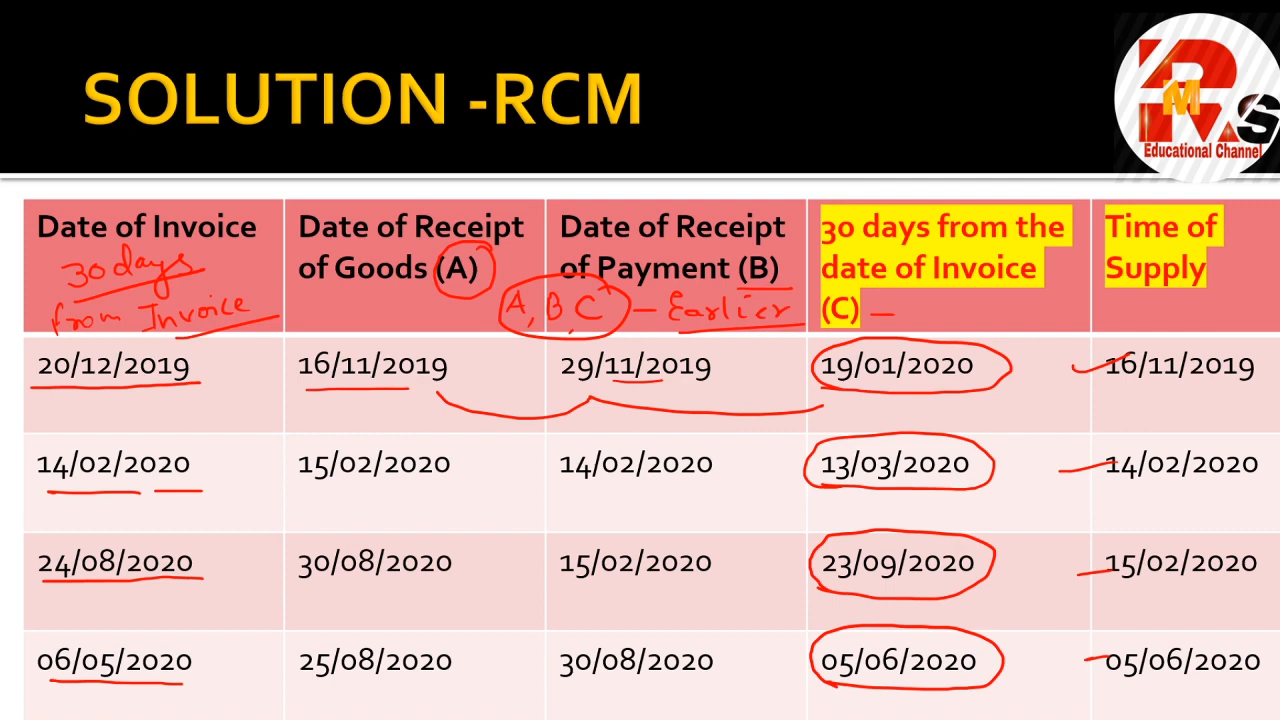 SOLUTION -RCM
RMS
Educational Channel
Date of Invoice
30 days
from Invoice
Date of Receipt
of Goods (A)
Date of Receipt
of Payment (B)
A, B, C - Earlier
30 days from the
date of Invoice
(C)
Time of
Supply
20/12/2019 16/11/2019 29/11/2019 19/01/2020 16/11/2019
14/02/2020 15/02/2020 14/02/2020 13/03/2020 14/02/2020
24/08/2020 30/08/2020 15/02/2020 23/09/2020 15/02/2020
06/05/2020 25/08/2020 30/08/2020 05/06/2020 05/06/2020